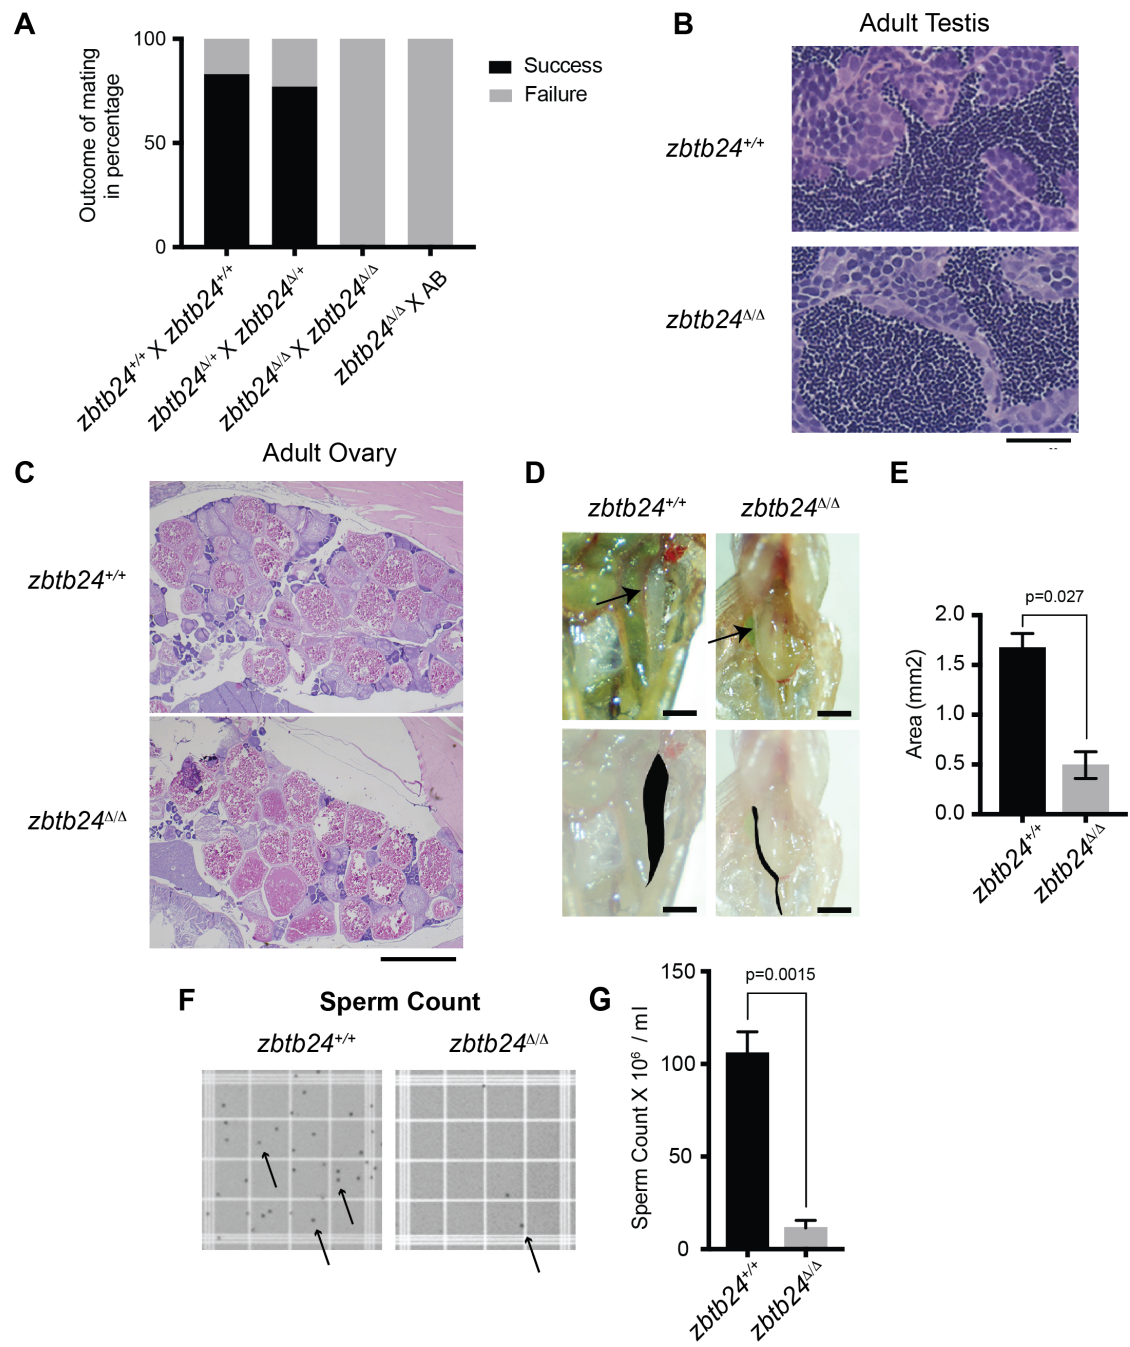 A
100
50
0
Outcome of mating
in percentage
Success
Failure
zbtb24+/+ X zbtb24+/+
zbtb24Δ/+ X zbtb24Δ/+
zbtb24Δ/Δ X zbtb24Δ/Δ
zbtb24Δ/Δ X AB
B
Adult Testis
zbtb24+/+
zbtb24Δ/Δ
C
Adult Ovary
zbtb24+/+
zbtb24Δ/Δ
D
zbtb24+/+
zbtb24Δ/Δ
E
p=0.027
2.0
1.5
1.0
0.5
0.0
Area (mm2)
zbtb24+/+
zbtb24Δ/Δ
F
Sperm Count
zbtb24+/+
zbtb24Δ/Δ
G
p=0.0015
150
100
50
0
Sperm Count X 10⁶ / ml
zbtb24+/+
zbtb24Δ/Δ